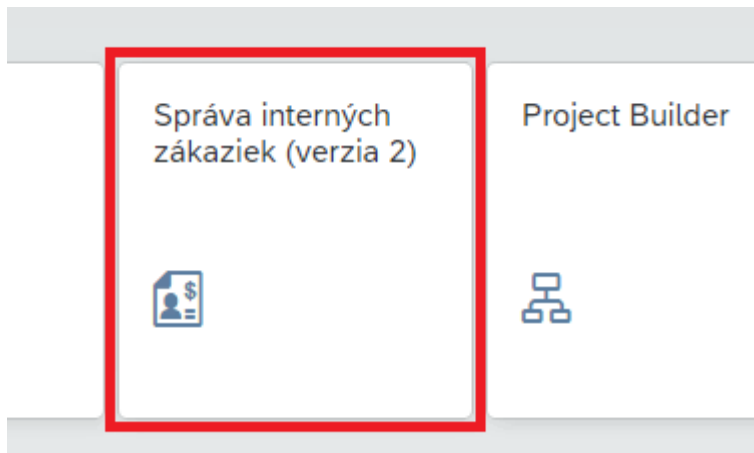 Správa interných
zákaziek (verzia 2)
Project Builder
$